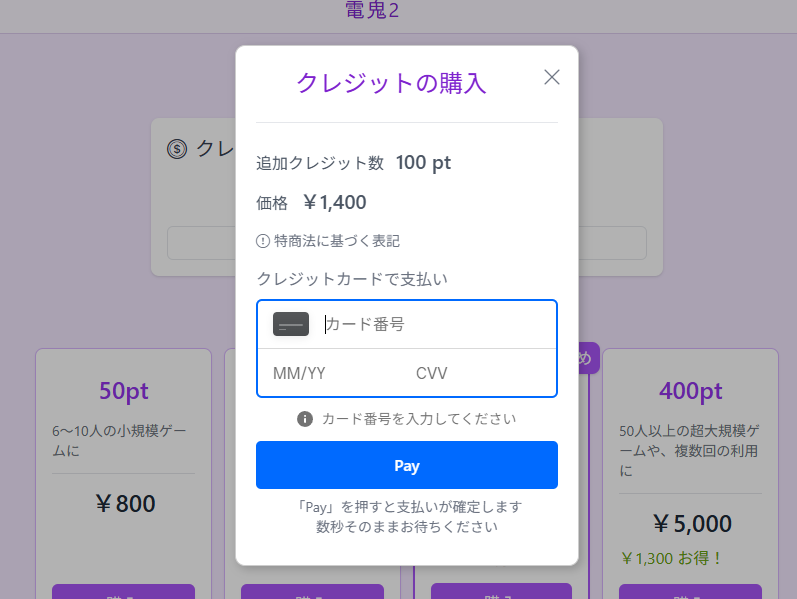 電鬼2
クレ
クレジットの購入
追加クレジット数 100 pt
価格 ￥1,400
特商法に基づく表記
クレジットカードで支払い
カード番号
MM/YY CVV
カード番号を入力してください
Pay
「Pay」を押すと支払いが確定します
数秒そのままお待ちください
50pt
6〜10人の小規模ゲー
ムに
￥800
め
400pt
50人以上の超大規模ゲ
ームや、複数回の利用
に
￥5,000
￥1,300 お得！